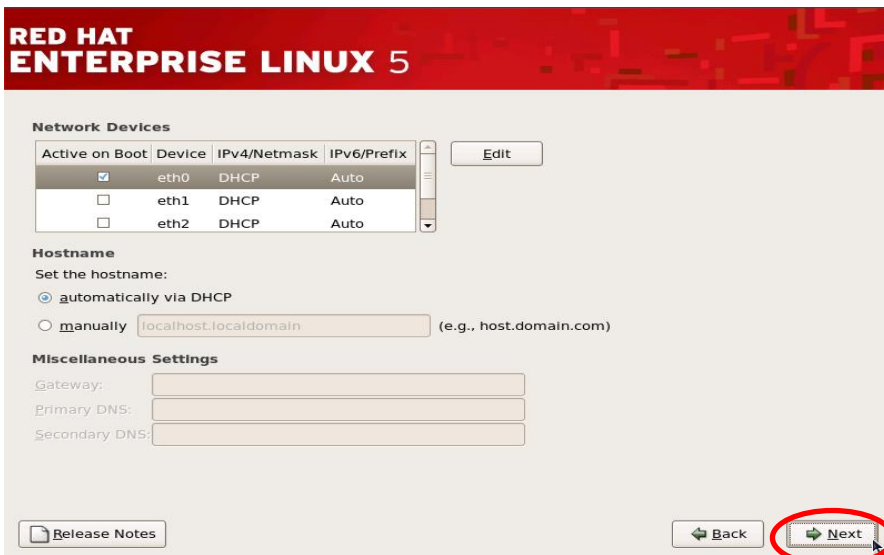 RED HAT
ENTERPRISE LINUX 5
Network Devices
Active on Boot Device IPv4/Netmask IPv6/Prefix
Edit
eth0 DHCP Auto
eth1 DHCP Auto
eth2 DHCP Auto
Hostname
Set the hostname:
automatically via DHCP
manually localhost.localdomain (e.g., host.domain.com)
Miscellaneous Settings
Gateway:
Primary DNS:
Secondary DNS:
Release Notes Back Next